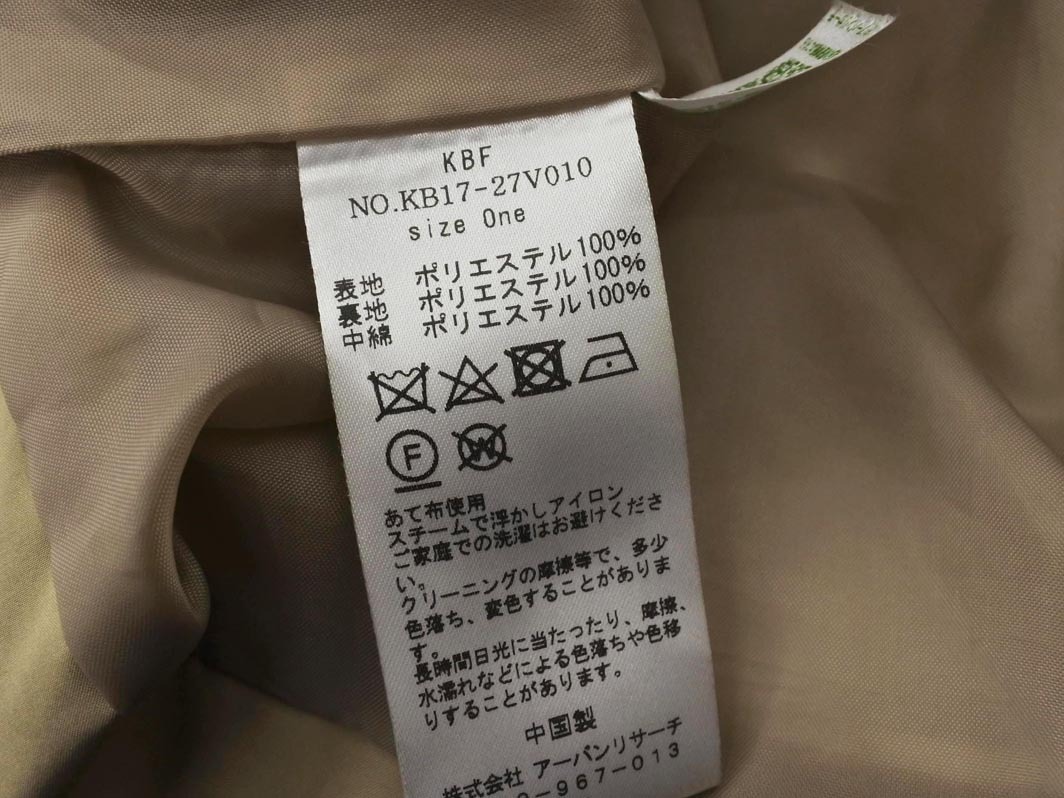 KBF
NO.KB17-27V010
size One
表地 ポリエステル100%
裏地 ポリエステル100%
中綿 ポリエステル100%
F
W
あて布使用
スチームで浮かしアイロン
ご家庭での洗濯はお避けくださ
い。
クリーニングの摩擦等で、多少
色落ち、変色することがありま
す。
長時間日光に当たったり、摩擦、
水濡れなどによる色落ちや色移
りすることがあります。
中国製
株式会社 アーバンリサーチ
-967-013